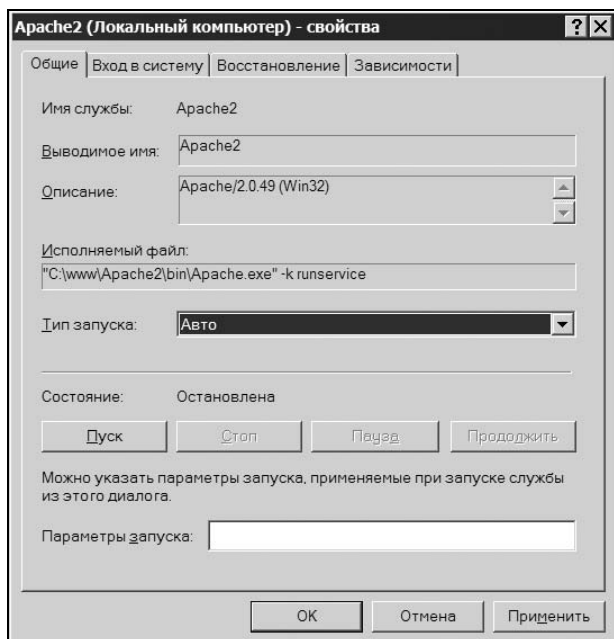 Apache2 (Локальный компьютер) - свойства
Общие Вход в систему Восстановление Зависимости
Имя службы: Apache2
Выводимое имя: Apache2
Описание: Apache/2.0.49 (Win32)
Исполняемый файл:
"C:\www\Apache2\bin\Apache.exe" -k runservice
Тип запуска: Авто
Состояние: Остановлена
Пуск Стоп Пауза Продолжить
Можно указать параметры запуска, применяемые при запуске службы
из этого диалога.
Параметры запуска:
OK Отмена Применить